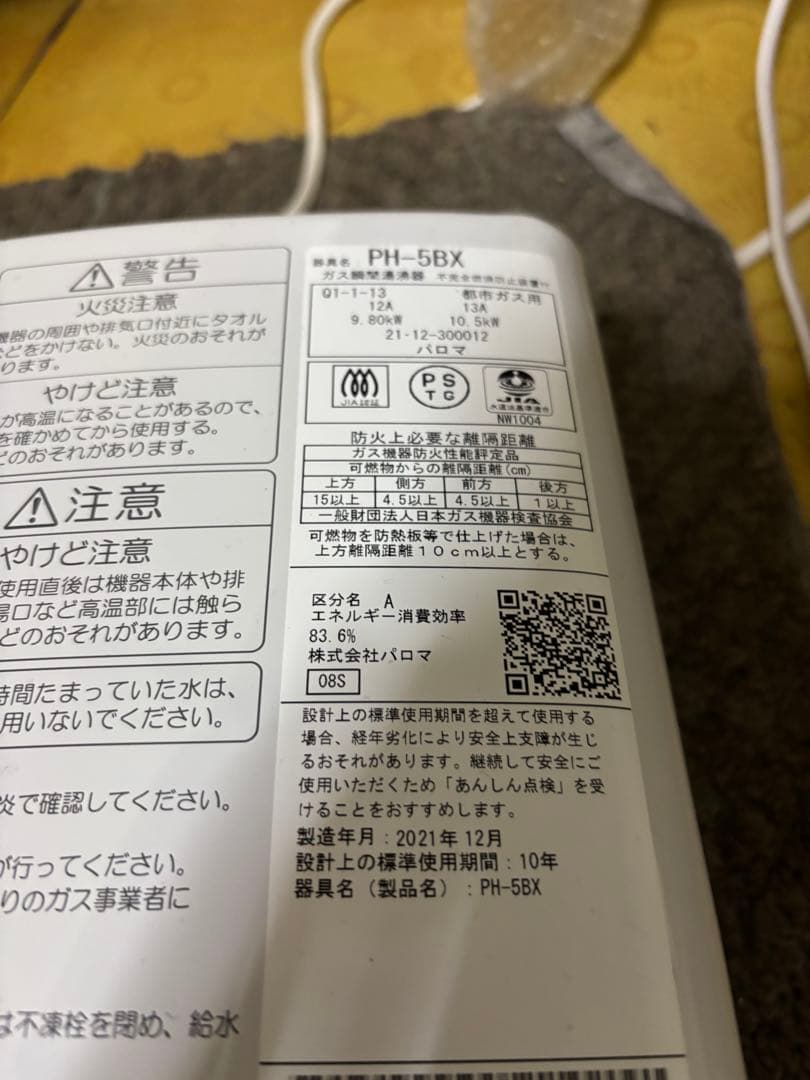 警告
火災注意
機器の周囲や排気口付近にタオル
などをかけない。火災のおそれが
ります。
やけど注意
が高温になることがあるので、
を確かめてから使用する。
どのおそれがあります。
注意
やけど注意
使用直後は機器本体や排
湯口など高温部には触ら
どのおそれがあります。
時間たまっていた水は、
用いないでください。
炎で確認してください。
が行ってください。
りのガス事業者に
は不凍栓を閉め、給水
器具名: PH-5BX
ガス瞬間湯沸器 不完全燃焼防止装置付
Q1-1-13 都市ガス用
12A 13A
9.80kW 10.5kW
21-12-300012
パロマ
JIA認証
PS
TG
JIA
水道法基準適合
NW1004
防火上必要な離隔距離
ガス機器防火性能評定品
可燃物からの離隔距離(cm)
上方 側方 前方 後方
15以上 4.5以上 4.5以上 1以上
一般財団法人日本ガス機器検査協会
可燃物を防熱板等で仕上げた場合は、
上方離隔距離10cm以上とする。
区分名 A
エネルギー消費効率
83.6%
株式会社パロマ
08S
設計上の標準使用期間を超えて使用する
場合、経年劣化により安全上支障が生じ
るおそれがあります。継続して安全にご
使用いただくため「あんしん点検」を受
けることをおすすめします。
製造年月:2021年12月
設計上の標準使用期間:10年
器具名(製品名):PH-5BX